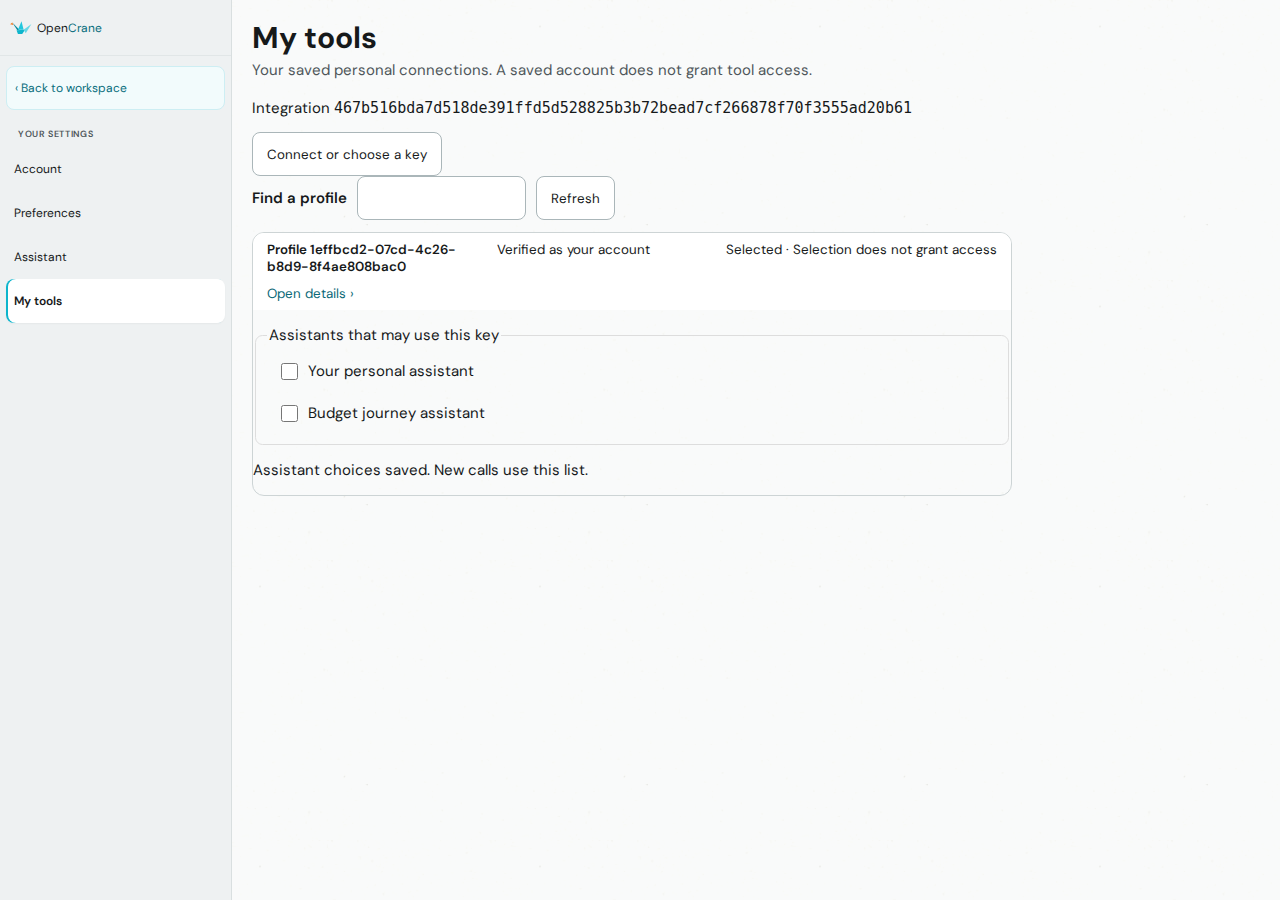 OpenCrane
‹ Back to workspace
YOUR SETTINGS
Account
Preferences
Assistant
My tools
My tools
Your saved personal connections. A saved account does not grant tool access.
Integration 467b516bda7d518de391ffd5d528825b3b72bead7cf266878f70f3555ad20b61
Connect or choose a key
Find a profile
Refresh
Profile 1effbcd2-07cd-4c26-
b8d9-8f4ae808bac0
Verified as your account
Selected · Selection does not grant access
Open details ›
Assistants that may use this key
Your personal assistant
Budget journey assistant
Assistant choices saved. New calls use this list.